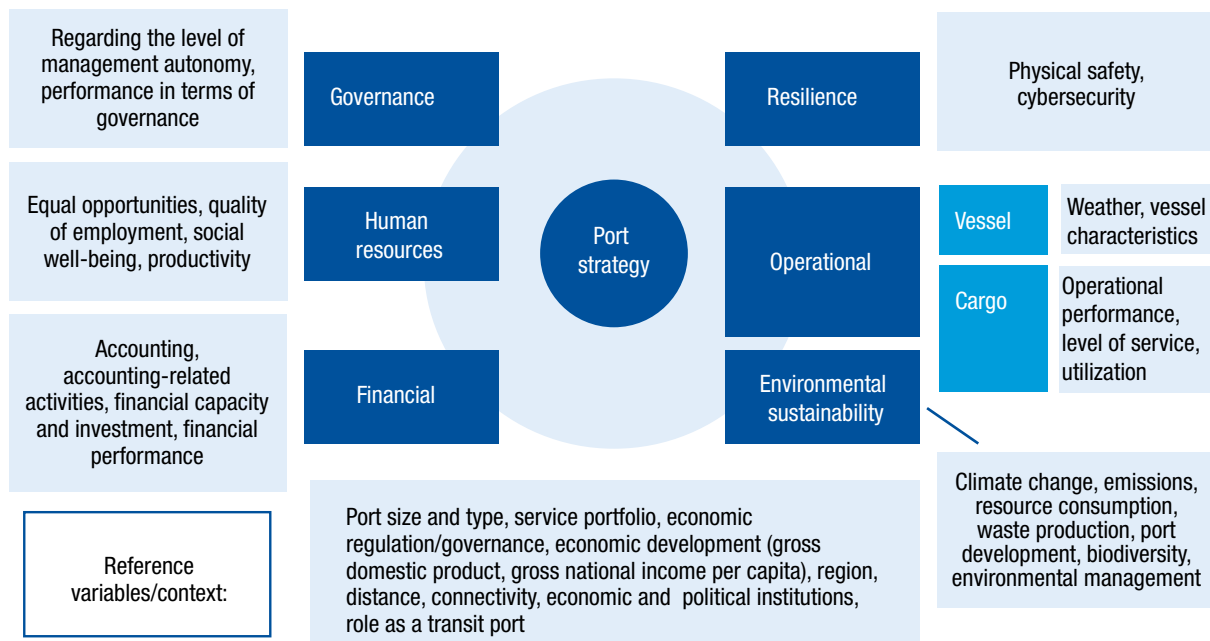 Regarding the level of
management autonomy,
performance in terms of
governance
Governance
Resilience
Physical safety,
cybersecurity
Equal opportunities, quality
of employment, social
well-being, productivity
Human
resources
Port
strategy
Operational
Vessel
Weather, vessel
characteristics
Cargo
Operational
performance,
level of service,
utilization
Accounting,
accounting-related
activities, financial capacity
and investment, financial
performance
Financial
Environmental
sustainability
Climate change, emissions,
resource consumption,
waste production, port
development, biodiversity,
environmental management
Reference
variables/context:
Port size and type, service portfolio, economic
regulation/governance, economic development (gross
domestic product, gross national income per capita), region,
distance, connectivity, economic and political institutions,
role as a transit port